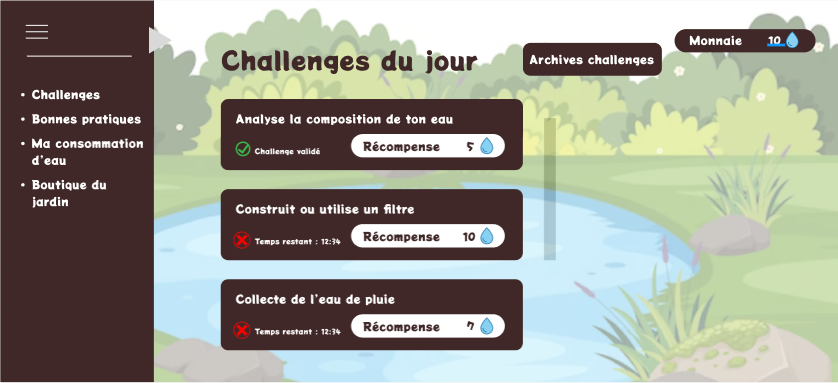 Monnaie 10
Challenges du jour
Archives challenges
• Challenges
• Bonnes pratiques
• Ma consommation
d'eau
• Boutique du
jardin
Analyse la composition de ton eau
Challenge validé
Récompense 5
Construit ou utilise un filtre
Temps restant : 12:34
Récompense 10
Collecte de l'eau de pluie
Temps restant : 12:34
Récompense 7